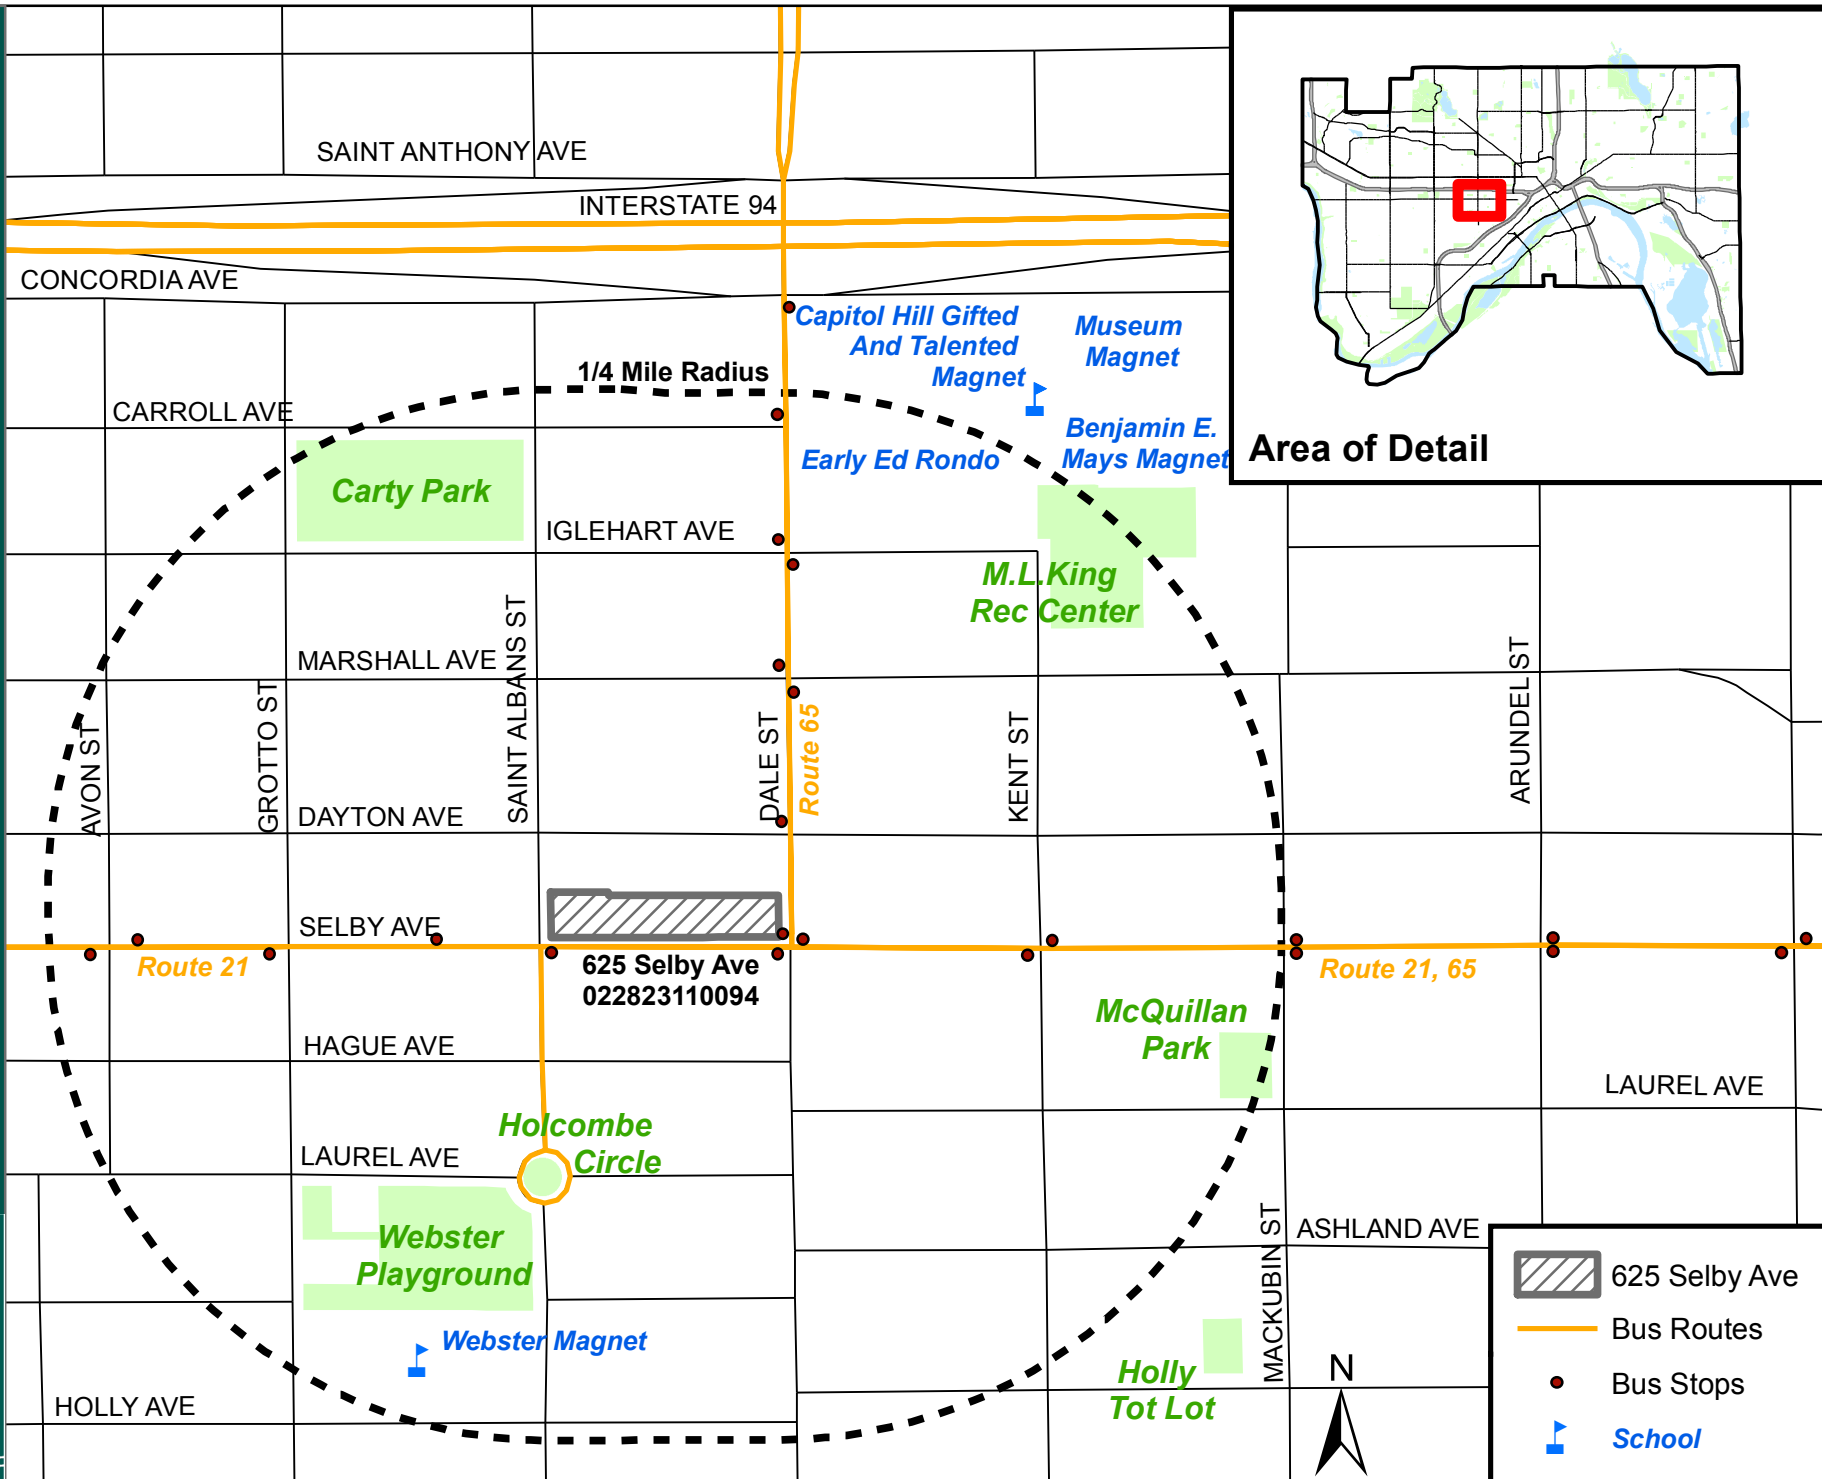 SAINT ANTHONY AVE
INTERSTATE 94
CONCORDIA AVE
Capitol Hill Gifted
And Talented
Magnet
Museum
Magnet
1/4 Mile Radius
CARROLL AVE
Benjamin E.
Mays Magnet
Area of Detail
Early Ed Rondo
Carty Park
IGLEHART AVE
M.L.King
Rec Center
MARSHALL AVE
AVON ST
GROTTO ST
SAINT ALBANS ST
DALE ST
Route 65
KENT ST
ARUNDEL ST
DAYTON AVE
SELBY AVE
Route 21
625 Selby Ave
022823110094
Route 21, 65
McQuillan
Park
HAGUE AVE
LAUREL AVE
Holcombe
Circle
LAUREL AVE
Webster
Playground
MACKUBIN ST
ASHLAND AVE
Webster Magnet
Holly
Tot Lot
HOLLY AVE
N
625 Selby Ave
Bus Routes
Bus Stops
School